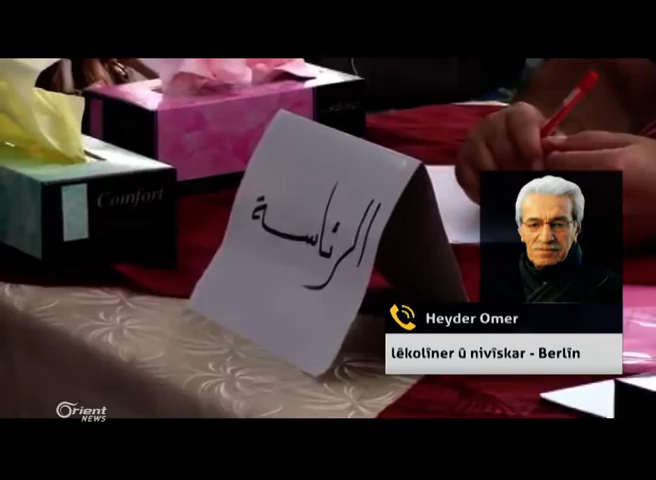 Comfort
الرئاسة
Heyder Omer
lêkolîner û nivîskar - Berlîn
Orient
NEWS